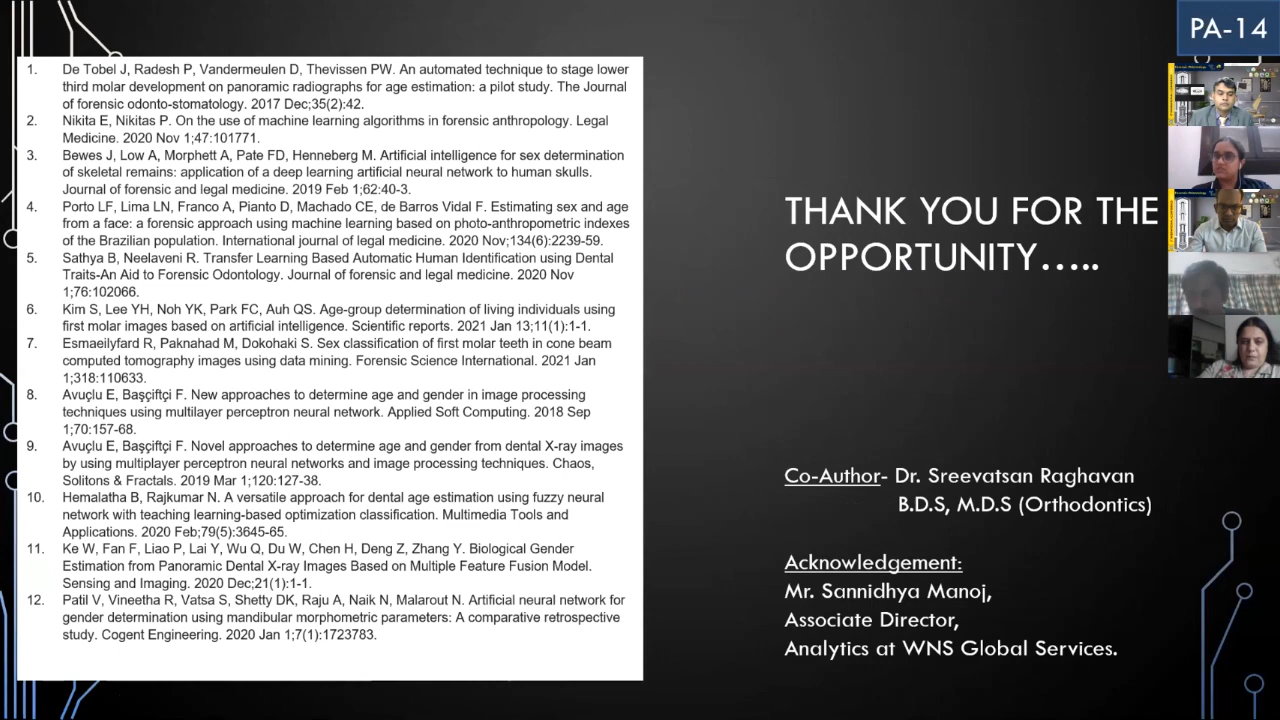 PA-14
1. De Tobel J, Radesh P, Vandermeulen D, Thevissen PW. An automated technique to stage lower
third molar development on panoramic radiographs for age estimation: a pilot study. The Journal
of forensic odonto-stomatology. 2017 Dec;35(2):42.
2. Nikita E, Nikitas P. On the use of machine learning algorithms in forensic anthropology. Legal
Medicine. 2020 Nov 1;47:101771.
3. Bewes J, Low A, Morphett A, Pate FD, Henneberg M. Artificial intelligence for sex determination
of skeletal remains: application of a deep learning artificial neural network to human skulls.
Journal of forensic and legal medicine. 2019 Feb 1;62:40-3.
4. Porto LF, Lima LN, Franco A, Pianto D, Machado CE, de Barros Vidal F. Estimating sex and age
from a face: a forensic approach using machine learning based on photo-anthropometric indexes
of the Brazilian population. International journal of legal medicine. 2020 Nov;134(6):2239-59.
5. Sathya B, Neelaveni R. Transfer Learning Based Automatic Human Identification using Dental
Traits-An Aid to Forensic Odontology. Journal of forensic and legal medicine. 2020 Nov
1;76:102066.
6. Kim S, Lee YH, Noh YK, Park FC, Auh QS. Age-group determination of living individuals using
first molar images based on artificial intelligence. Scientific reports. 2021 Jan 13;11(1):1-1.
7. Esmaeilyfard R, Paknahad M, Dokohaki S. Sex classification of first molar teeth in cone beam
computed tomography images using data mining. Forensic Science International. 2021 Jan
1;318:110633.
8. Avuçlu E, Başçiftçi F. New approaches to determine age and gender in image processing
techniques using multilayer perceptron neural network. Applied Soft Computing. 2018 Sep
1;70:157-68.
9. Avuçlu E, Başçiftçi F. Novel approaches to determine age and gender from dental X-ray images
by using multiplayer perceptron neural networks and image processing techniques. Chaos,
Solitons & Fractals. 2019 Mar 1;120:127-38.
10. Hemalatha B, Rajkumar N. A versatile approach for dental age estimation using fuzzy neural
network with teaching learning-based optimization classification. Multimedia Tools and
Applications. 2020 Feb;79(5):3645-65.
11. Ke W, Fan F, Liao P, Lai Y, Wu Q, Du W, Chen H, Deng Z, Zhang Y. Biological Gender
Estimation from Panoramic Dental X-ray Images Based on Multiple Feature Fusion Model.
Sensing and Imaging. 2020 Dec;21(1):1-1.
12. Patil V, Vineetha R, Vatsa S, Shetty DK, Raju A, Naik N, Malarout N. Artificial neural network for
gender determination using mandibular morphometric parameters: A comparative retrospective
study. Cogent Engineering. 2020 Jan 1;7(1):1723783.
THANK YOU FOR THE
OPPORTUNITY…..
Co-Author- Dr. Sreevatsan Raghavan
B.D.S, M.D.S (Orthodontics)
Acknowledgement:
Mr. Sannidhya Manoj,
Associate Director,
Analytics at WNS Global Services.